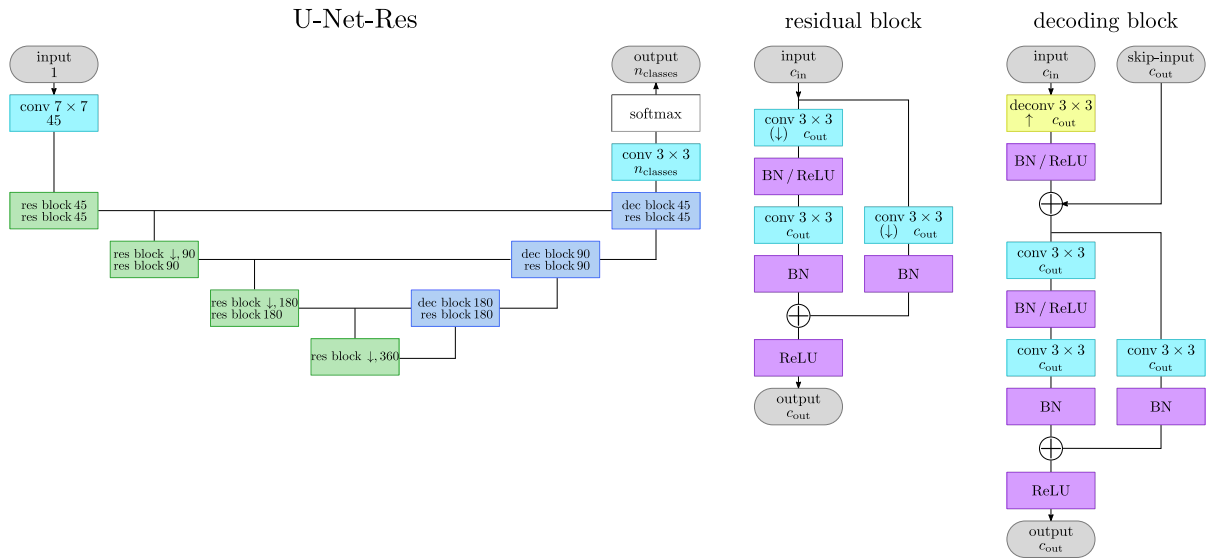 U-Net-Res
input
1
conv 7 × 7
45
res block 45
res block 45
res block ↓, 90
res block 90
res block ↓, 180
res block 180
res block ↓, 360
dec block 180
res block 180
dec block 90
res block 90
dec block 45
res block 45
conv 3 × 3
n_classes
softmax
output
n_classes
residual block
input
c_in
conv 3 × 3
(↓) c_out
BN / ReLU
conv 3 × 3
c_out
BN
conv 3 × 3
(↓) c_out
BN
ReLU
output
c_out
decoding block
input
c_in
skip-input
c_out
deconv 3 × 3
↑ c_out
BN / ReLU
conv 3 × 3
c_out
BN / ReLU
conv 3 × 3
c_out
BN
conv 3 × 3
c_out
BN
ReLU
output
c_out